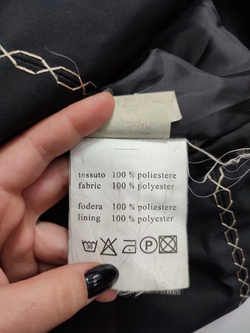 tessuto 100 % poliestere
fabric 100 % polyester
fodera 100 % poliestere
lining 100 % polyester
P